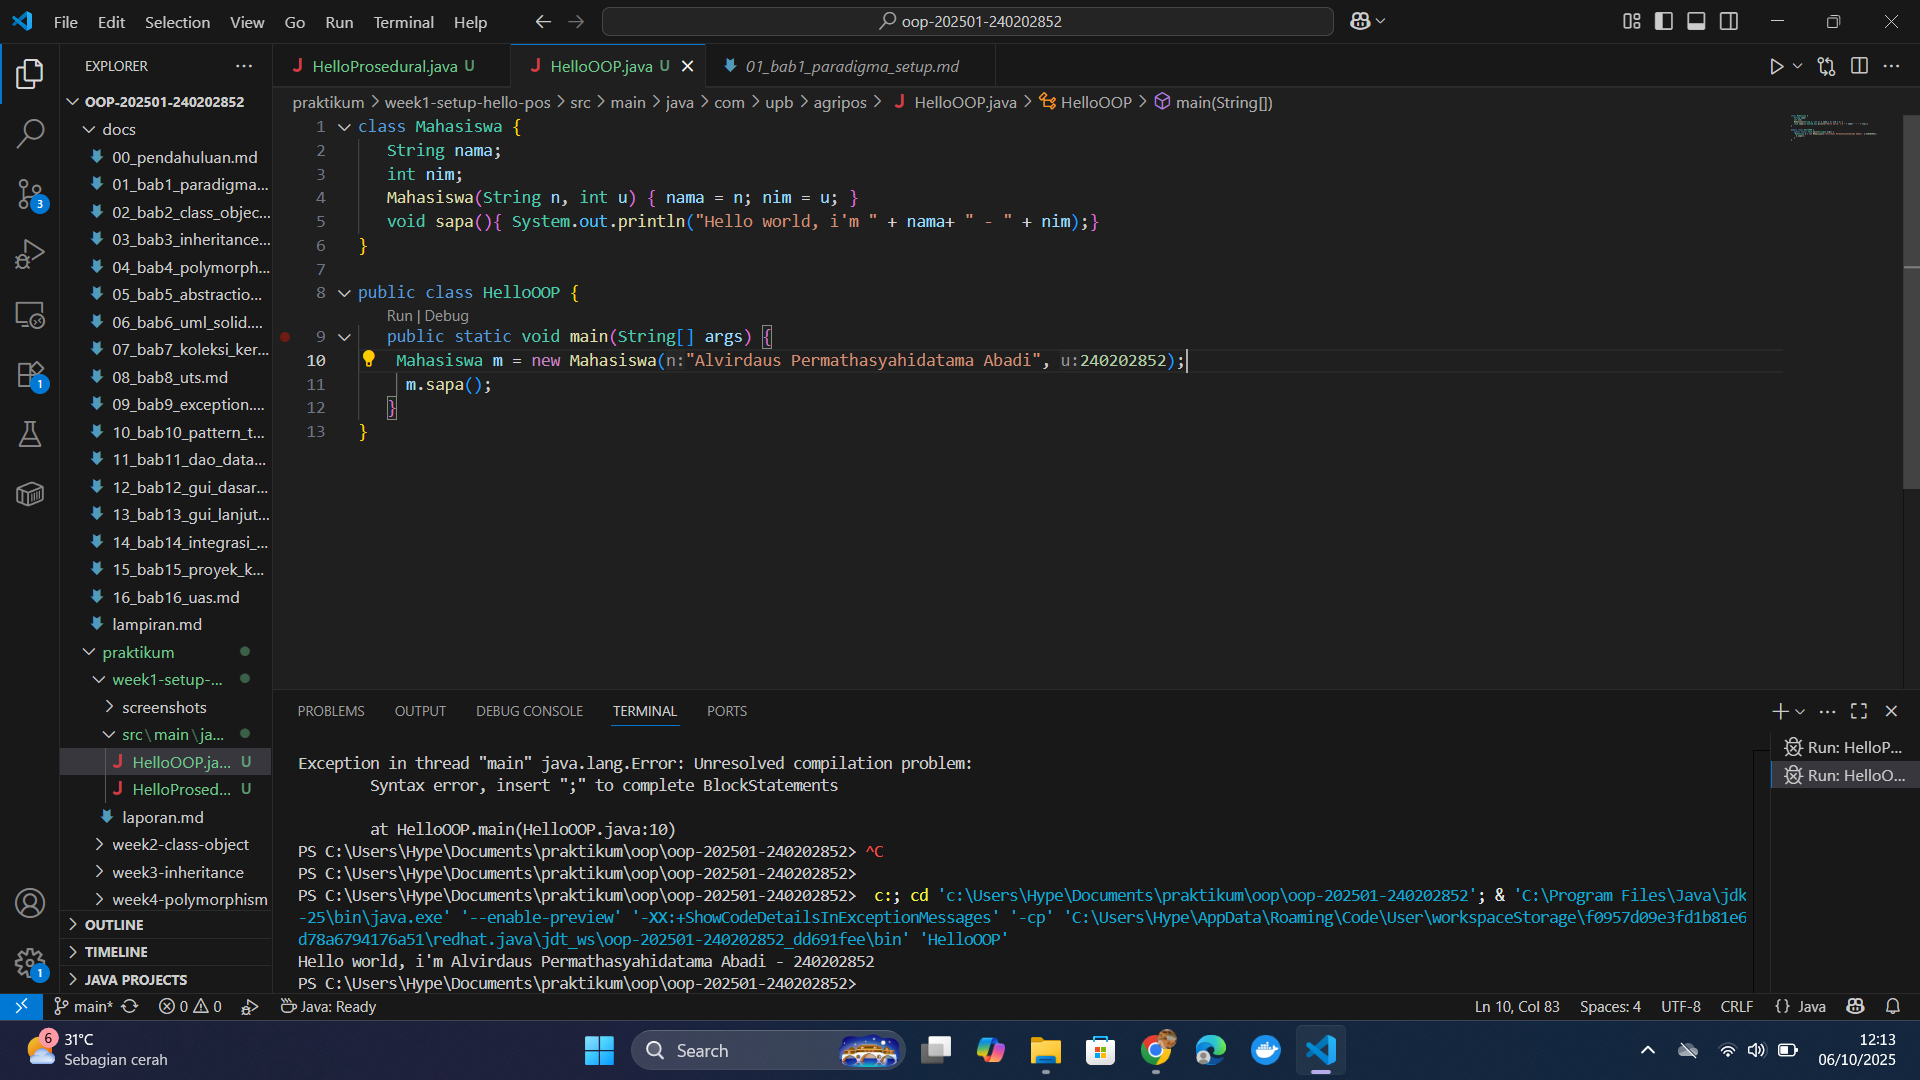 File Edit Selection View Go Run Terminal Help
oop-202501-240202852
EXPLORER
OOP-202501-240202852
docs
00_pendahuluan.md
01_bab1_paradigma...
02_bab2_class_objec...
03_bab3_inheritance...
04_bab4_polymorph...
05_bab5_abstractio...
06_bab6_uml_solid....
07_bab7_koleksi_ker...
08_bab8_uts.md
09_bab9_exception....
10_bab10_pattern_t...
11_bab11_dao_data...
12_bab12_gui_dasar...
13_bab13_gui_lanjut...
14_bab14_integrasi_...
15_bab15_proyek_k...
16_bab16_uas.md
lampiran.md
praktikum
week1-setup-...
screenshots
src\main\ja...
HelloOOP.ja... U
HelloProsed... U
laporan.md
week2-class-object
week3-inheritance
week4-polymorphism
OUTLINE
TIMELINE
JAVA PROJECTS
3
1
1
HelloProsedural.java U
HelloOOP.java U
01_bab1_paradigma_setup.md
praktikum > week1-setup-hello-pos > src > main > java > com > upb > agripos > HelloOOP.java > HelloOOP > main(String[])
1 class Mahasiswa {
2 String nama;
3 int nim;
4 Mahasiswa(String n, int u) { nama = n; nim = u; }
5 void sapa(){ System.out.println("Hello world, i'm " + nama+ " - " + nim);}
6 }
7
8 public class HelloOOP {
Run | Debug
9 public static void main(String[] args) {
10 Mahasiswa m = new Mahasiswa(n:"Alvirdaus Permathasyahidatama Abadi", u:240202852);
11 m.sapa();
12 }
13 }
PROBLEMS OUTPUT DEBUG CONSOLE TERMINAL PORTS
Run: HelloP...
Run: HelloO...
Exception in thread "main" java.lang.Error: Unresolved compilation problem:
Syntax error, insert ";" to complete BlockStatements
at HelloOOP.main(HelloOOP.java:10)
PS C:\Users\Hype\Documents\praktikum\oop\oop-202501-240202852> ^C
PS C:\Users\Hype\Documents\praktikum\oop\oop-202501-240202852>
PS C:\Users\Hype\Documents\praktikum\oop\oop-202501-240202852> c:; cd 'c:\Users\Hype\Documents\praktikum\oop\oop-202501-240202852'; & 'C:\Program Files\Java\jdk
-25\bin\java.exe' '--enable-preview' '-XX:+ShowCodeDetailsInExceptionMessages' '-cp' 'C:\Users\Hype\AppData\Roaming\Code\User\workspaceStorage\f0957d09e3fd1b81e6
d78a6794176a51\redhat.java\jdt_ws\oop-202501-240202852_dd691fee\bin' 'HelloOOP'
Hello world, i'm Alvirdaus Permathasyahidatama Abadi - 240202852
PS C:\Users\Hype\Documents\praktikum\oop\oop-202501-240202852>
main* 0 0 Java: Ready
Ln 10, Col 83 Spaces: 4 UTF-8 CRLF {} Java
6
31°C
Sebagian cerah
Search
12:13
06/10/2025